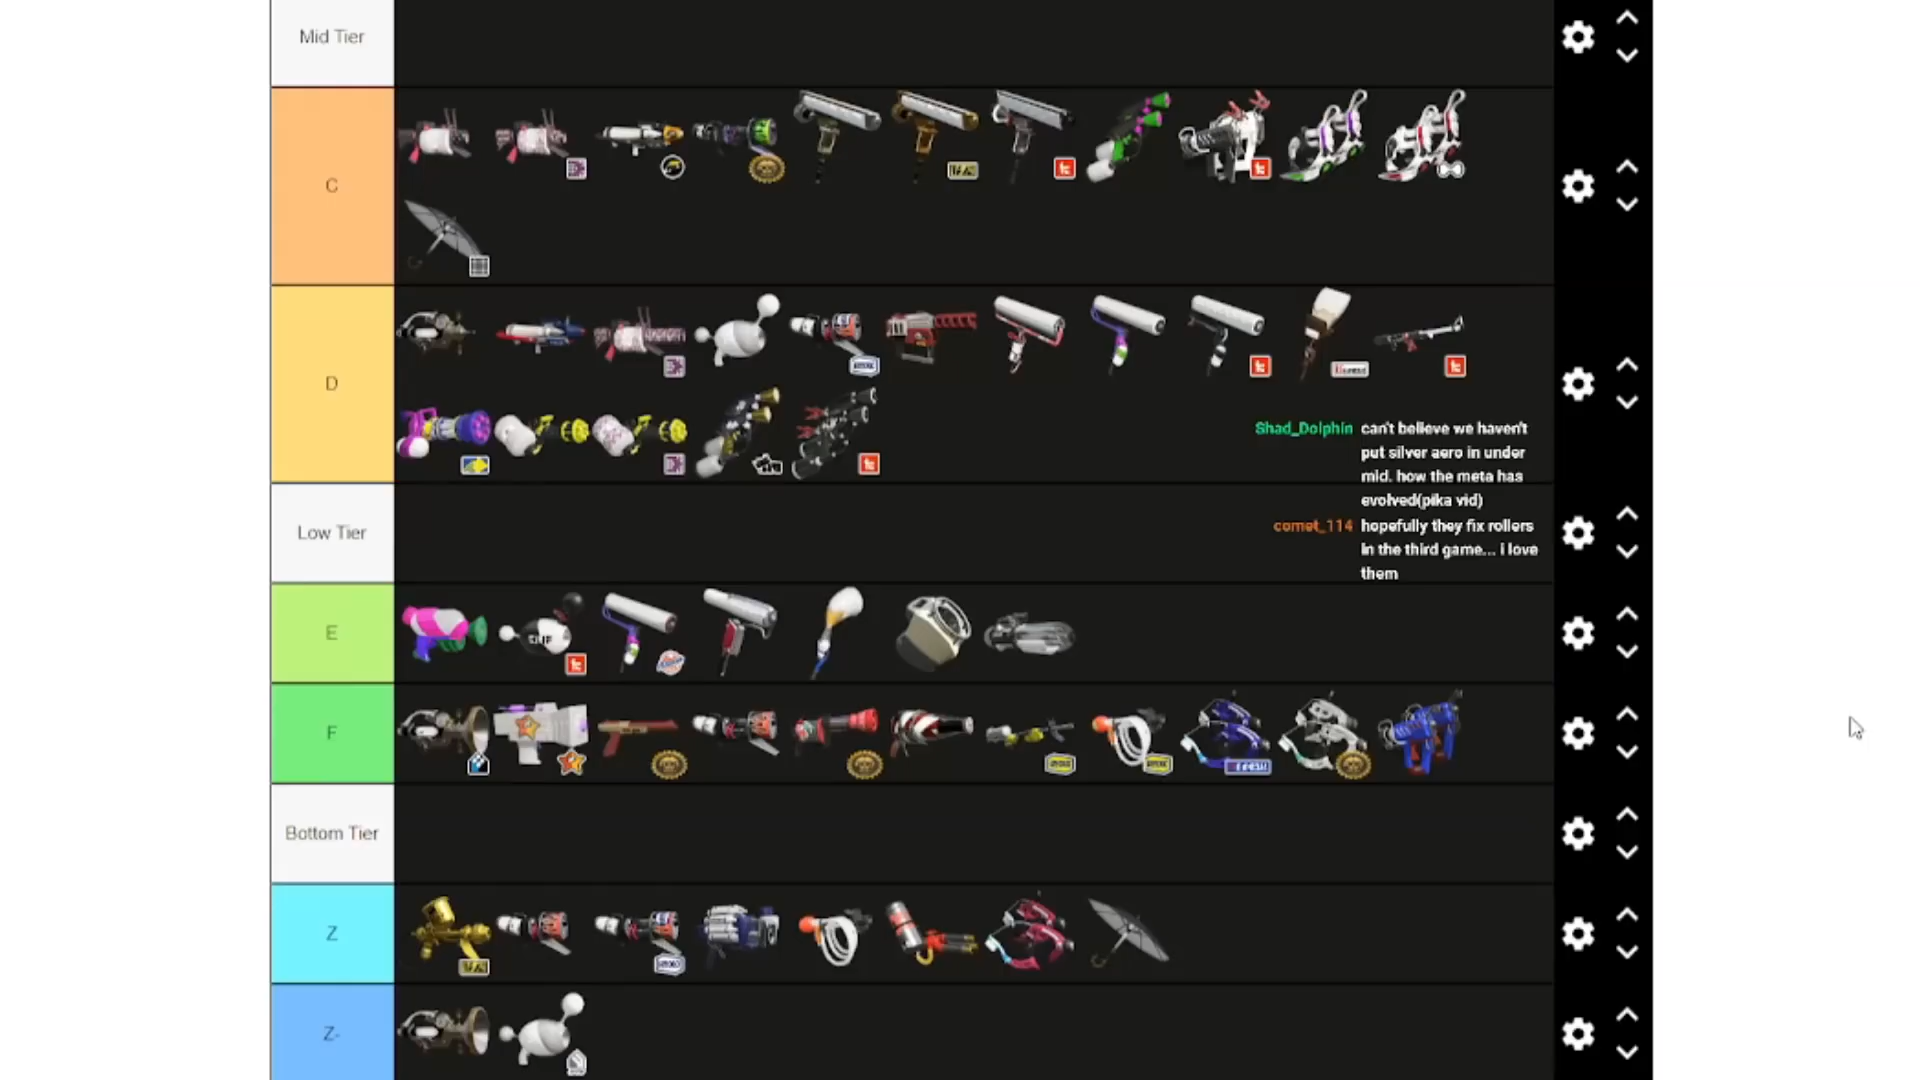 Mid Tier
C
D
Shad_Dolphin can't believe we haven't
put silver aero in under
mid. how the meta has
evolved(pika vid)
Low Tier
comet_114 hopefully they fix rollers
in the third game... i love
them
E
F
Bottom Tier
Z
Z-